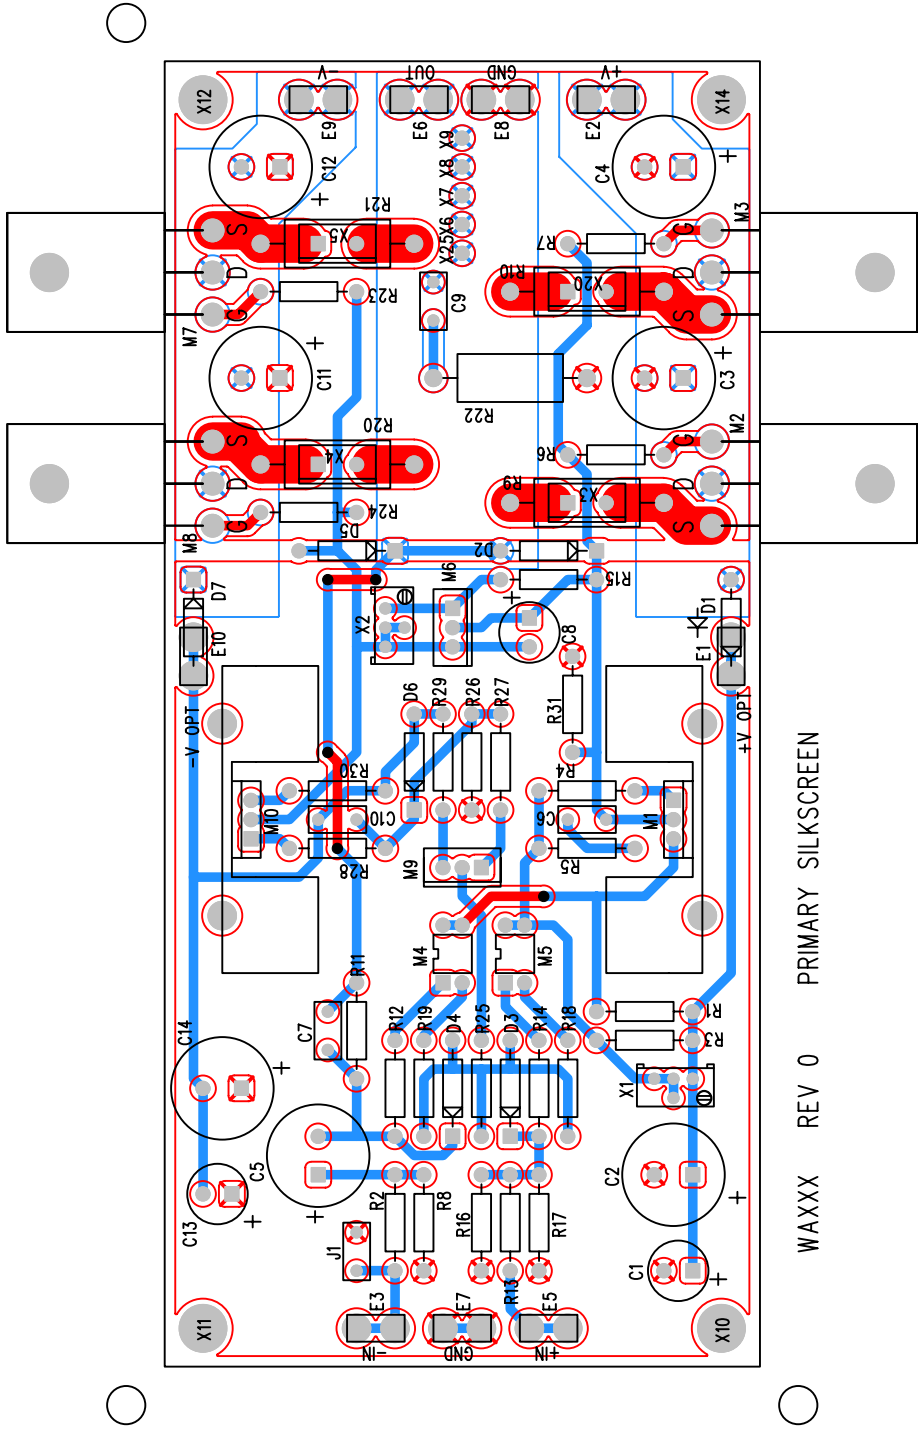 X12
-V
OUT
GND
+V
X14
E9
E6
E8
E2
X9
C12
X8
C4
X7
R21
M3
S
X5
X6
R7
G
D
X25
R10
D
X20
G
M7
R23
C9
S
C11
C3
R22
R20
M2
S
X4
R6
G
D
R9
D
X3
G
R24
S
M8
D5
D2
M6
R15
D7
X2
D1
E10
C8
E1
D6
R29
R26
R27
R31
-V OPT
+V OPT
R30
R4
M10
C10
C6
M1
R28
M9
R5
M4
M5
R11
C14
C7
R12
R19
D4
R25
D3
R14
R18
R1
R3
X1
C5
C2
R2
R8
R16
R17
C13
J1
R13
C1
E3
E7
E5
X11
X10
-IN
GND
+IN
WAXXX REV 0 PRIMARY SILKSCREEN